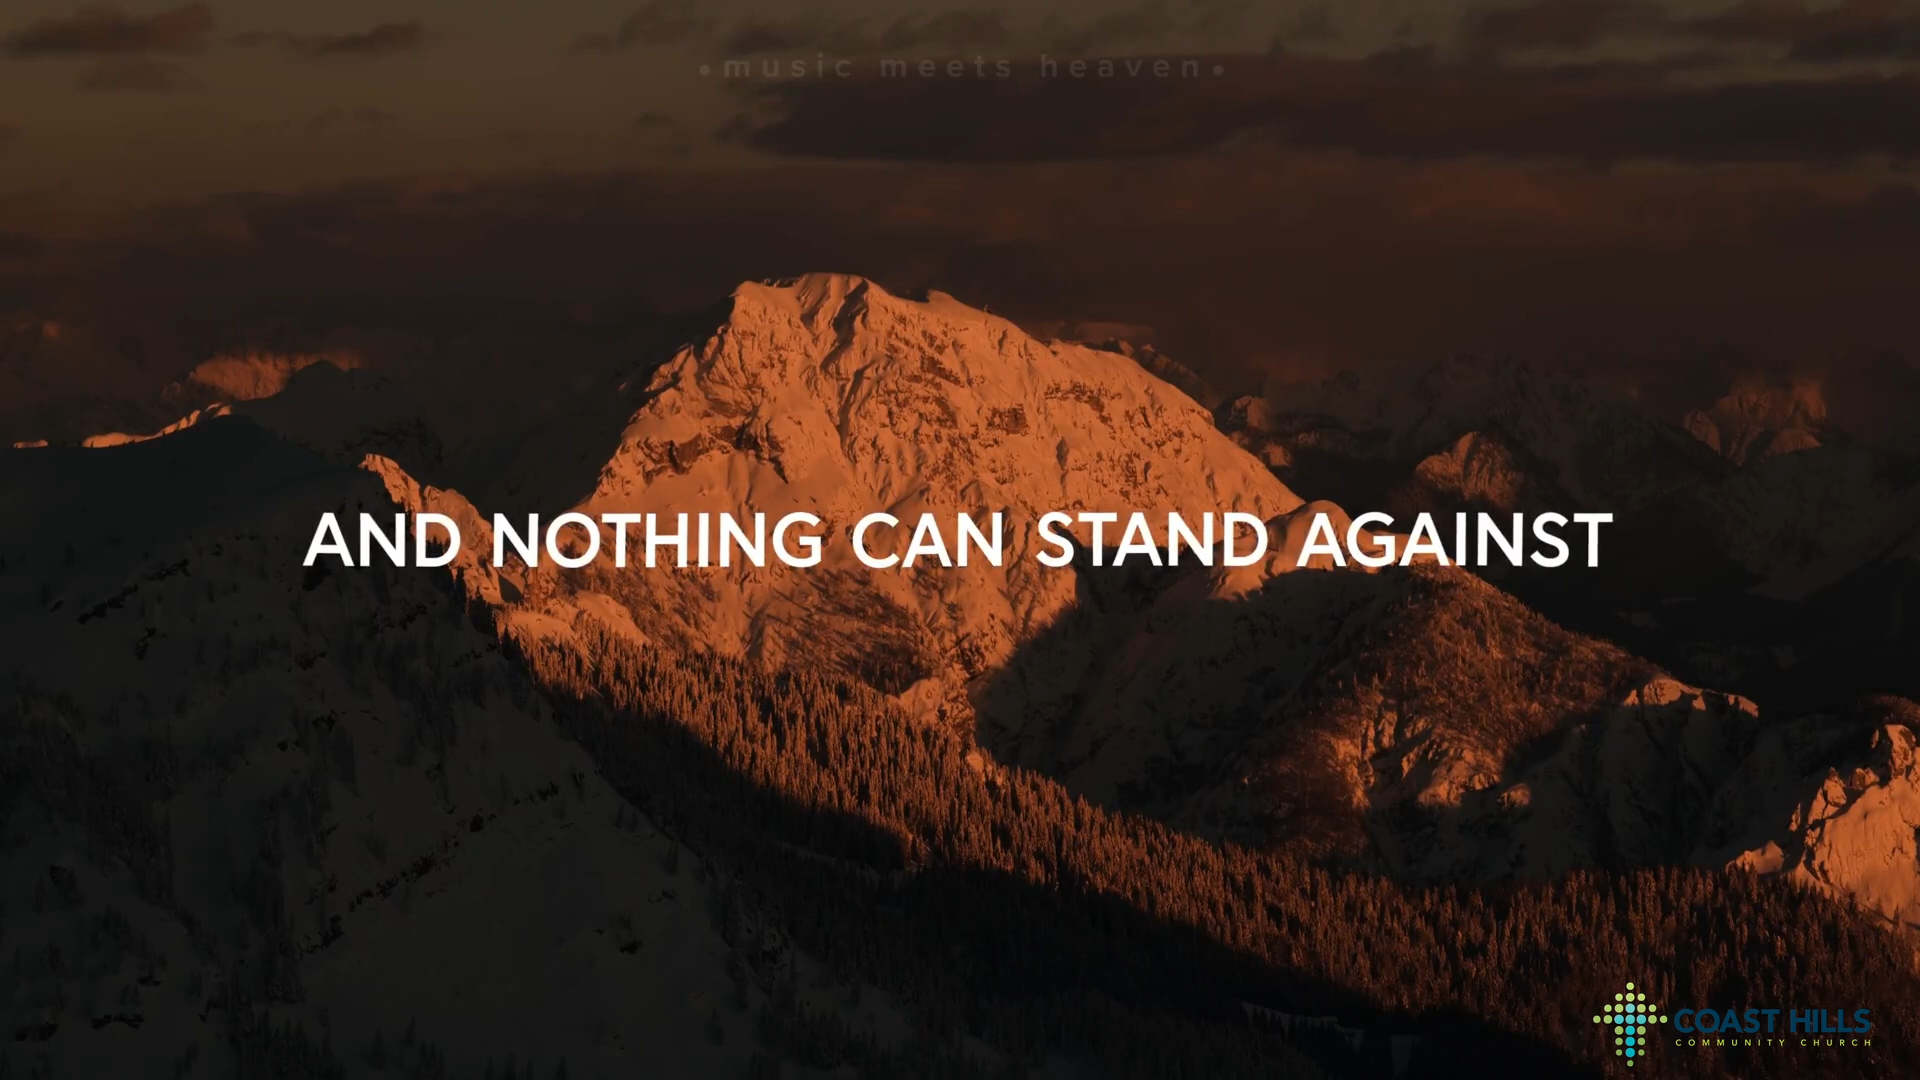 •music meets heaven•
AND NOTHING CAN STAND AGAINST
COAST HILLS
COMMUNITY CHURCH